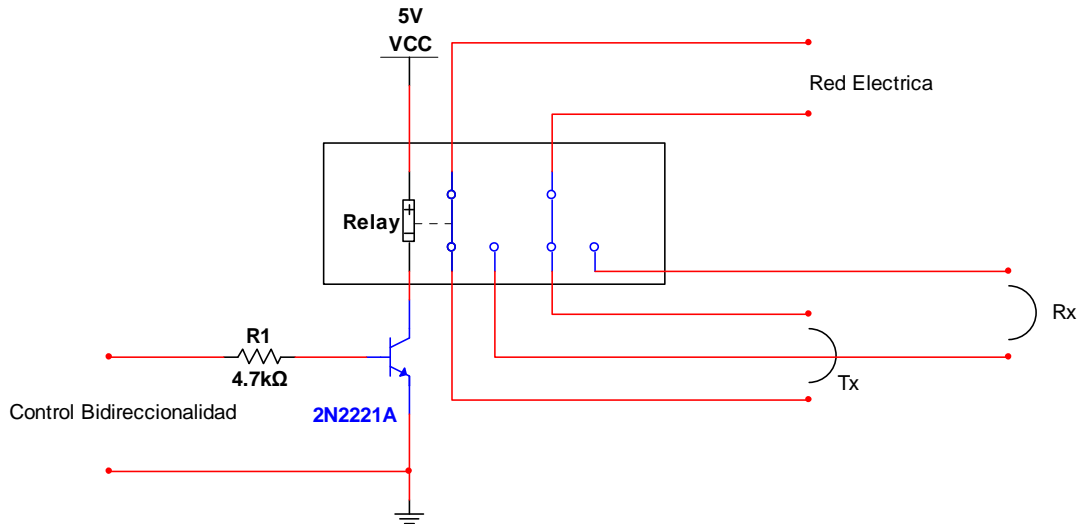 5V
VCC
Red Electrica
Relay
Rx
R1
4.7kΩ
Tx
Control Bidireccionalidad
2N2221A